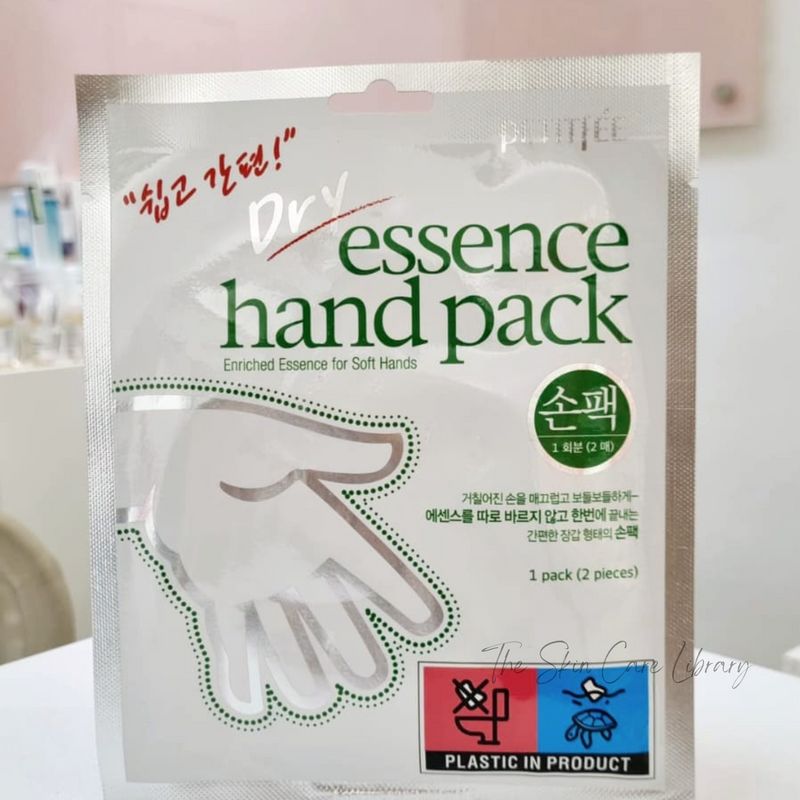 PETITFÉE
"쉽고 간편!"
Dry
essence
hand pack
Enriched Essence for Soft Hands
손팩
1 회분 (2 매)
거칠어진 손을 매끄럽고 보들보들하게~
에센스를 따로 바르지 않고 한번에 끝내는
간편한 장갑 형태의 손팩
1 pack (2 pieces)
The Skin Care Library
PLASTIC IN PRODUCT